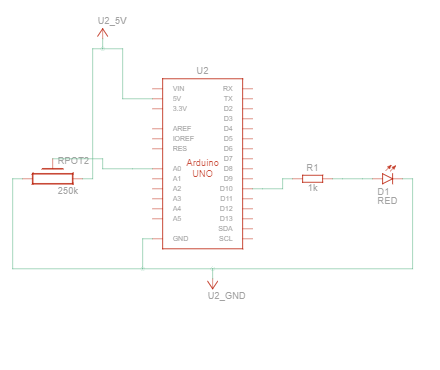 U2_5V
U2
VIN
5V
3.3V
AREF
IOREF
RES
A0
A1
A2
A3
A4
A5
GND
Arduino
UNO
RX
TX
D2
D3
D4
D5
D6
D7
D8
D9
D10
D11
D12
D13
SDA
SCL
RPOT2
250k
R1
1k
D1
RED
U2_GND